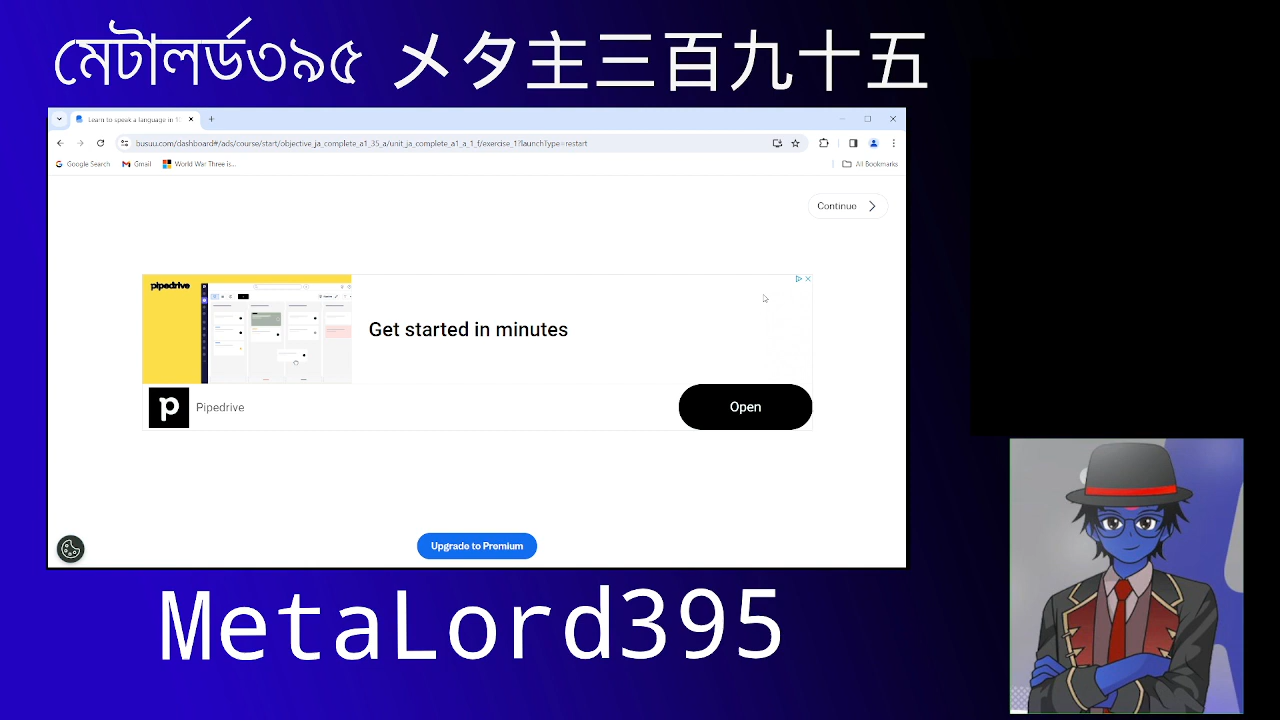 মেটালর্ড৩৯৫ メタ主三百九十五
Learn to speak a language in 1
busuu.com/dashboard#/ads/course/start/objective_ja_complete_a1_35_a/unit_ja_complete_a1_a_1_f/exercise_1?launchType=restart
Google Search Gmail World War Three is... All Bookmarks
Continue
pipedrive
Get started in minutes
Pipedrive
Open
Upgrade to Premium
MetaLord395